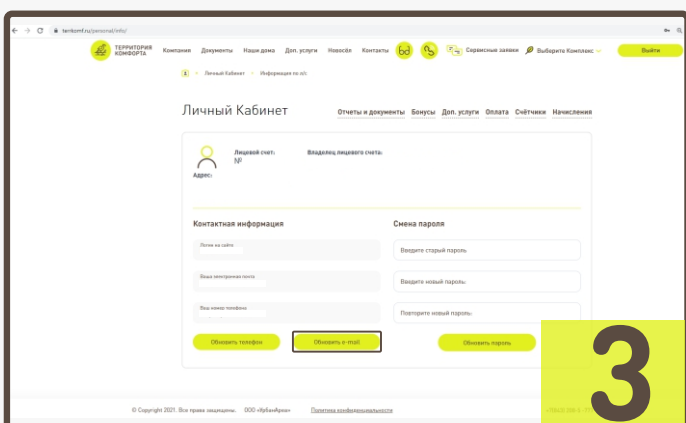 terkomf.ru/personal/info/
ТЕРРИТОРИЯ КОМФОРТА
Компания Документы Наши дома Доп. услуги Новосёл Контакты Сервисные заявки Выберите Комплекс Выйти
Личный Кабинет Информация по л/с
Личный Кабинет
Отчеты и документы Бонусы Доп. услуги Оплата Счётчики Начисления
Лицевой счет: Владелец лицевого счета:
№
Адрес:
Контактная информация Смена пароля
Логин на сайте
Введите старый пароль:
Ваша электронная почта
Введите новый пароль:
Ваш номер телефона
Повторите новый пароль:
Обновить телефон Обновить e-mail Обновить пароль
3
© Copyright 2021. Все права защищены. ООО «УрбанАрек» Политика конфиденциальности